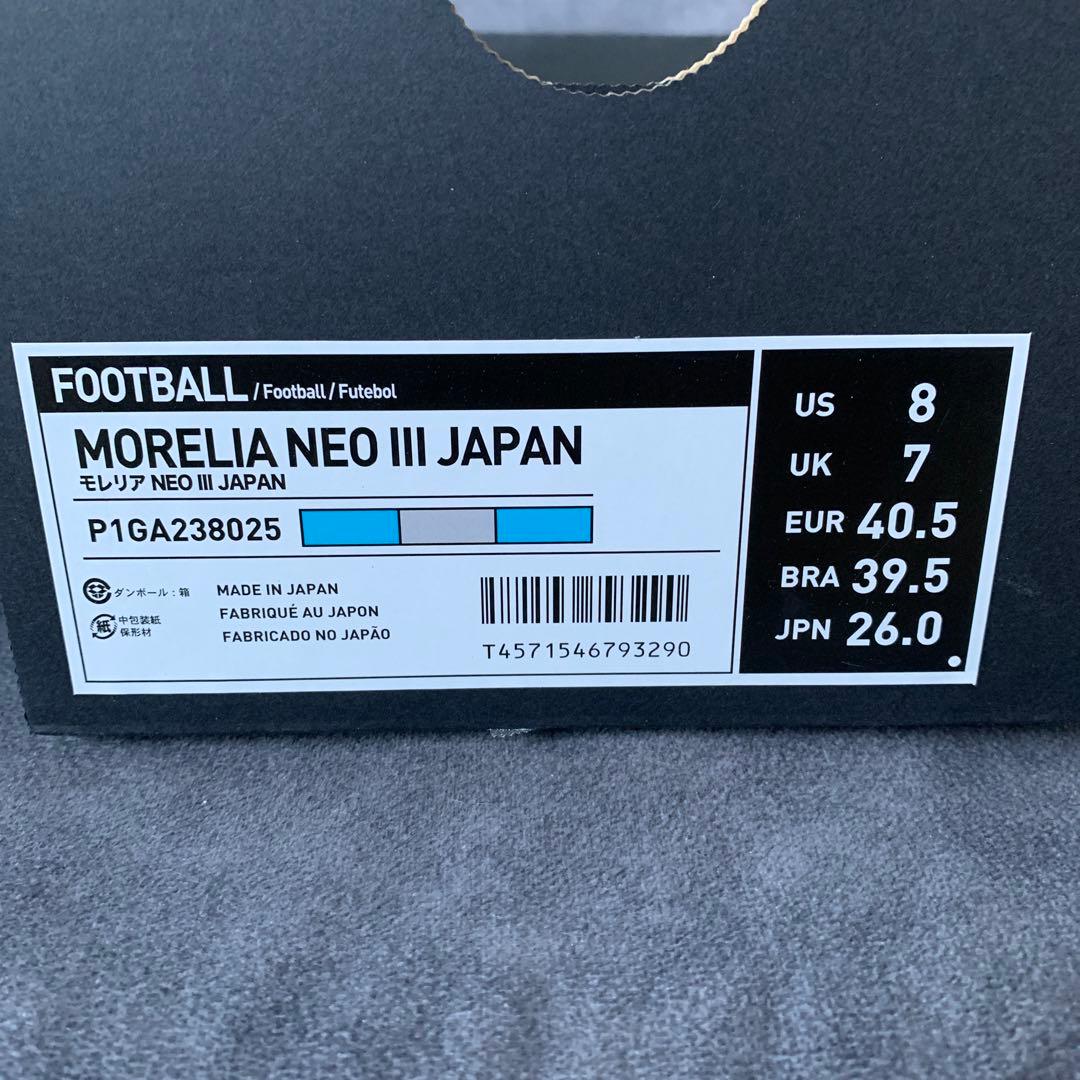 FOOTBALL / Football / Futebol
MORELIA NEO III JAPAN
モレリア NEO III JAPAN
P1GA238025
ダンボール : 箱
紙 中包装紙
保形材
MADE IN JAPAN
FABRIQUÉ AU JAPON
FABRICADO NO JAPÃO
T4571546793290
US 8
UK 7
EUR 40.5
BRA 39.5
JPN 26.0